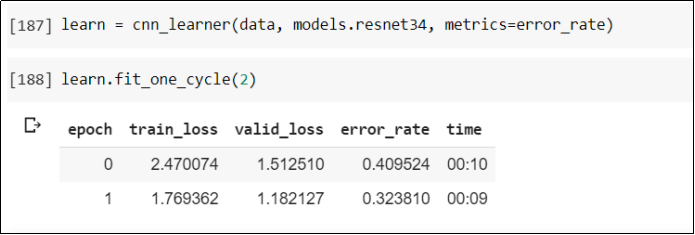 [187] learn = cnn_learner(data, models.resnet34, metrics=error_rate)
[188] learn.fit_one_cycle(2)
epoch train_loss valid_loss error_rate time
0 2.470074 1.512510 0.409524 00:10
1 1.769362 1.182127 0.323810 00:09